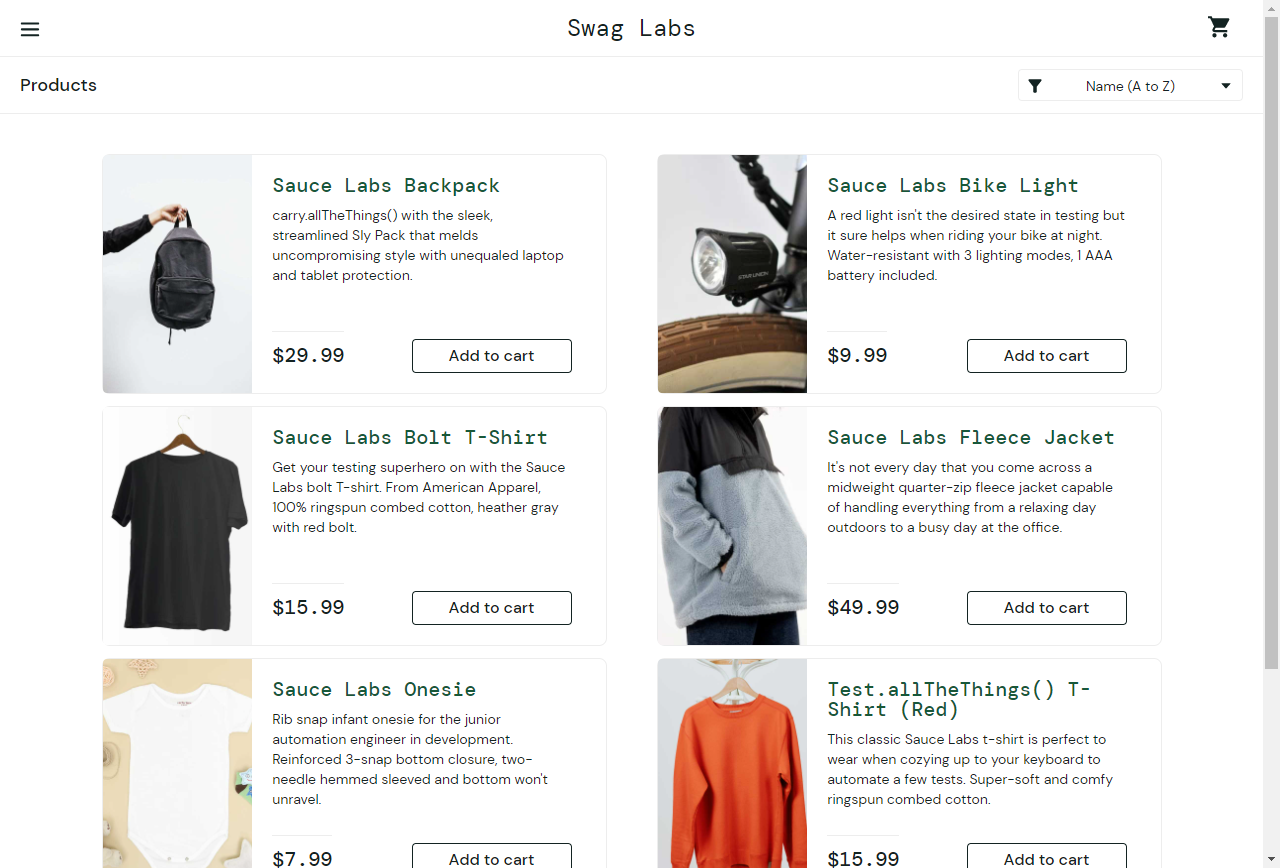 Swag Labs
Products
Name (A to Z)
Sauce Labs Backpack
carry.allTheThings() with the sleek,
streamlined Sly Pack that melds
uncompromising style with unequaled laptop
and tablet protection.
$29.99
Add to cart
Sauce Labs Bike Light
A red light isn't the desired state in testing but
it sure helps when riding your bike at night.
Water-resistant with 3 lighting modes, 1 AAA
battery included.
$9.99
Add to cart
STAR UNION
Sauce Labs Bolt T-Shirt
Get your testing superhero on with the Sauce
Labs bolt T-shirt. From American Apparel,
100% ringspun combed cotton, heather gray
with red bolt.
$15.99
Add to cart
Sauce Labs Fleece Jacket
It's not every day that you come across a
midweight quarter-zip fleece jacket capable
of handling everything from a relaxing day
outdoors to a busy day at the office.
$49.99
Add to cart
Sauce Labs Onesie
Rib snap infant onesie for the junior
automation engineer in development.
Reinforced 3-snap bottom closure, two-
needle hemmed sleeved and bottom won't
unravel.
$7.99
Add to cart
Test.allTheThings() T-
Shirt (Red)
This classic Sauce Labs t-shirt is perfect to
wear when cozying up to your keyboard to
automate a few tests. Super-soft and comfy
ringspun combed cotton.
$15.99
Add to cart